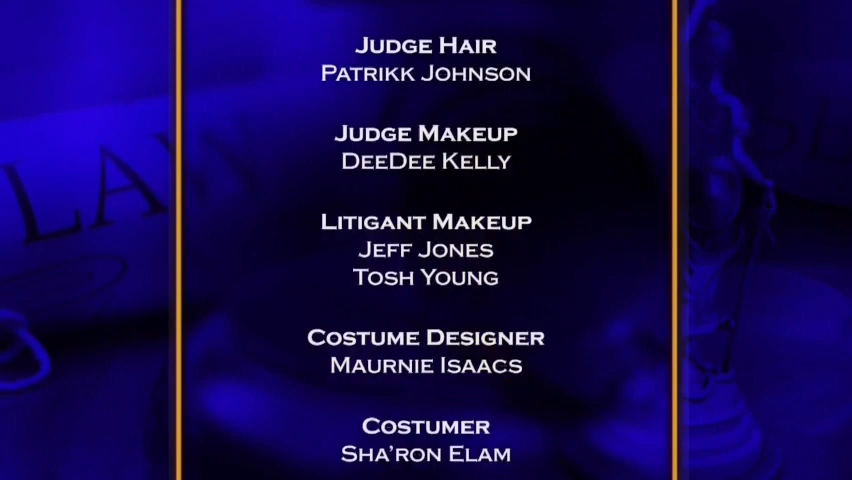 JUDGE HAIR
PATRIKK JOHNSON
JUDGE MAKEUP
DEEDEE KELLY
LITIGANT MAKEUP
JEFF JONES
TOSH YOUNG
COSTUME DESIGNER
MAURNIE ISAACS
COSTUMER
SHA'RON ELAM
LAW